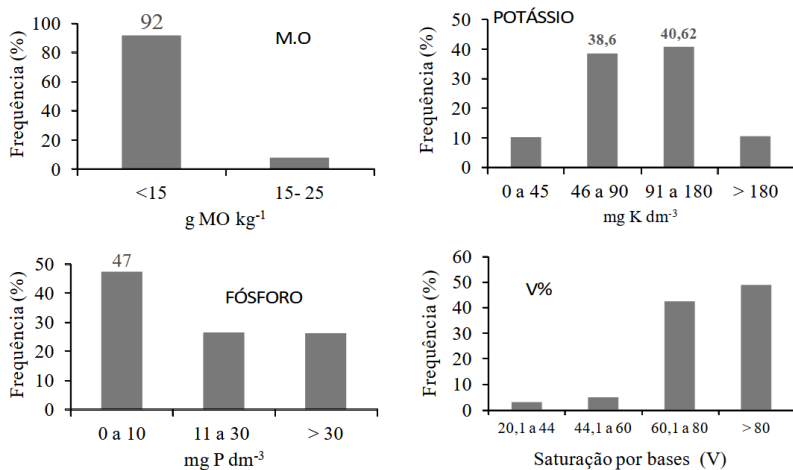 M.O
Frequência (%)
100
80
60
40
20
0
92
<15
15- 25
g MO kg-1
POTÁSSIO
Frequência (%)
50
40
30
20
10
0
38,6
40,62
0 a 45
46 a 90
91 a 180
> 180
mg K dm-3
FÓSFORO
Frequência (%)
50
40
30
20
10
0
47
0 a 10
11 a 30
> 30
mg P dm-3
V%
Frequência (%)
60
50
40
30
20
10
0
20,1 a 44
44,1 a 60
60,1 a 80
> 80
Saturação por bases (V)